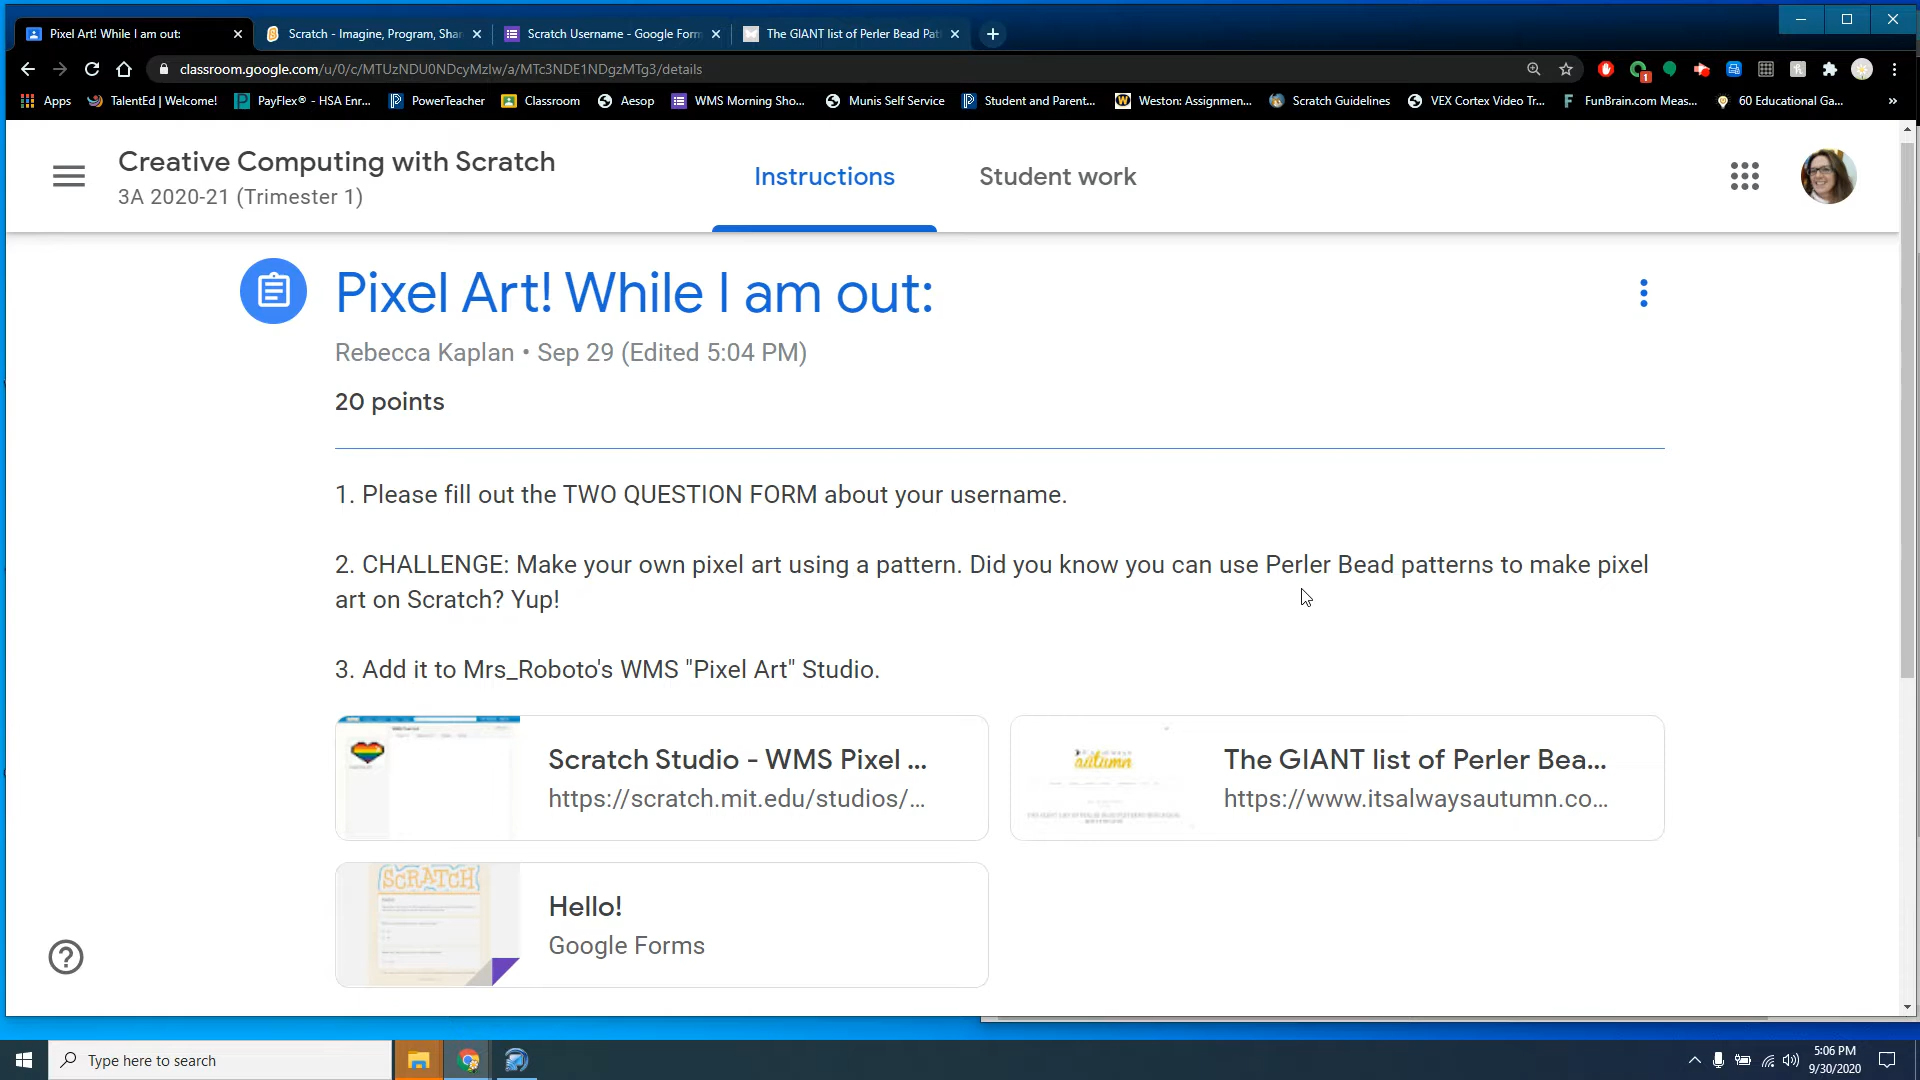 Pixel Art! While I am out:
Scratch - Imagine, Program, Shar
Scratch Username - Google Form
The GIANT list of Perler Bead Pat
classroom.google.com/u/0/c/MTUzNDU0NDcyMzlw/a/MTc3NDE1NDgzMTg3/details
1
Apps
TalentEd | Welcome!
PayFlex® - HSA Enr...
PowerTeacher
Classroom
Aesop
WMS Morning Sho...
Munis Self Service
Student and Parent...
Weston: Assignmen...
Scratch Guidelines
VEX Cortex Video Tr...
FunBrain.com Meas...
60 Educational Ga...
»
Creative Computing with Scratch
3A 2020-21 (Trimester 1)
Instructions
Student work
Pixel Art! While I am out:
Rebecca Kaplan • Sep 29 (Edited 5:04 PM)
20 points
1. Please fill out the TWO QUESTION FORM about your username.
2. CHALLENGE: Make your own pixel art using a pattern. Did you know you can use Perler Bead patterns to make pixel
art on Scratch? Yup!
3. Add it to Mrs_Roboto's WMS "Pixel Art" Studio.
Scratch Studio - WMS Pixel ...
https://scratch.mit.edu/studios/...
autumn
The GIANT list of Perler Bea...
https://www.itsalwaysautumn.co...
SCRATCH
Hello!
Google Forms
Type here to search
5:06 PM
9/30/2020